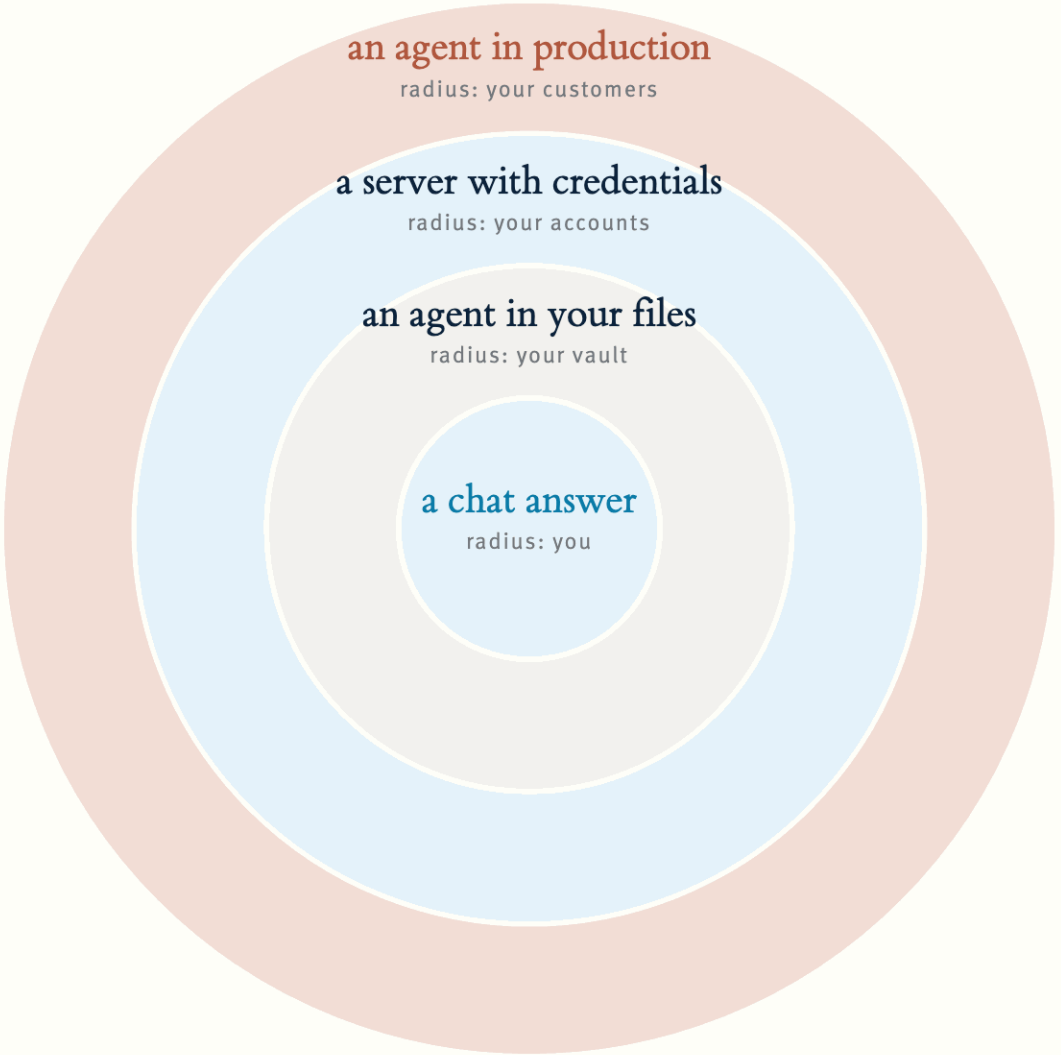 an agent in production
radius: your customers
a server with credentials
radius: your accounts
an agent in your files
radius: your vault
a chat answer
radius: you